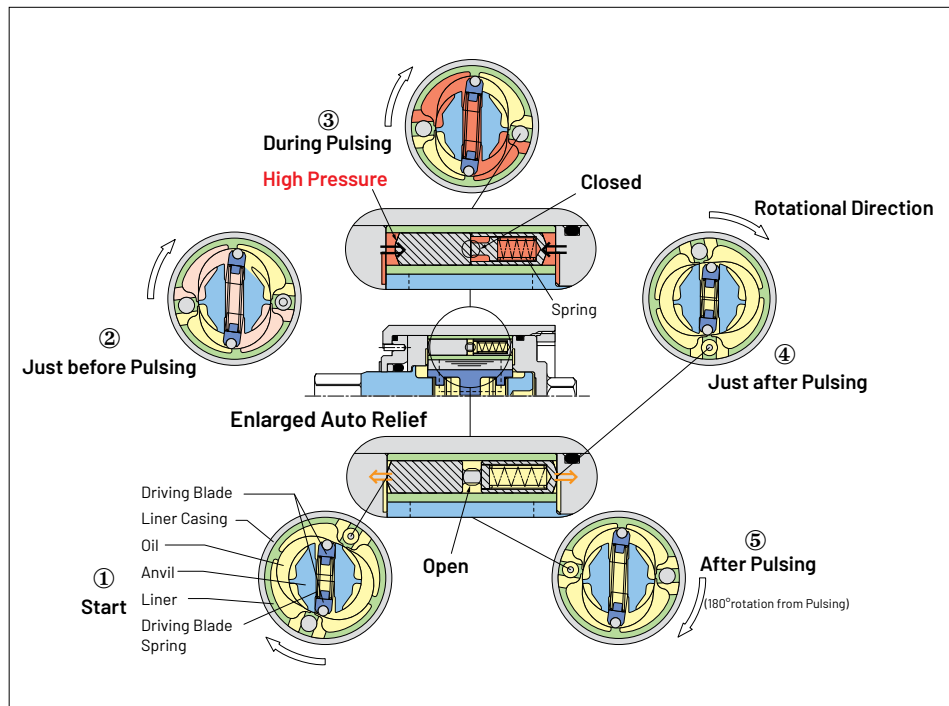 ③
During Pulsing
High Pressure
Closed
Rotational Direction
Spring
②
Just before Pulsing
④
Just after Pulsing
Enlarged Auto Relief
Driving Blade
Liner Casing
Oil
①
Anvil
Start
Liner
Driving Blade
Spring
Open
⑤
After Pulsing
(180°rotation from Pulsing)